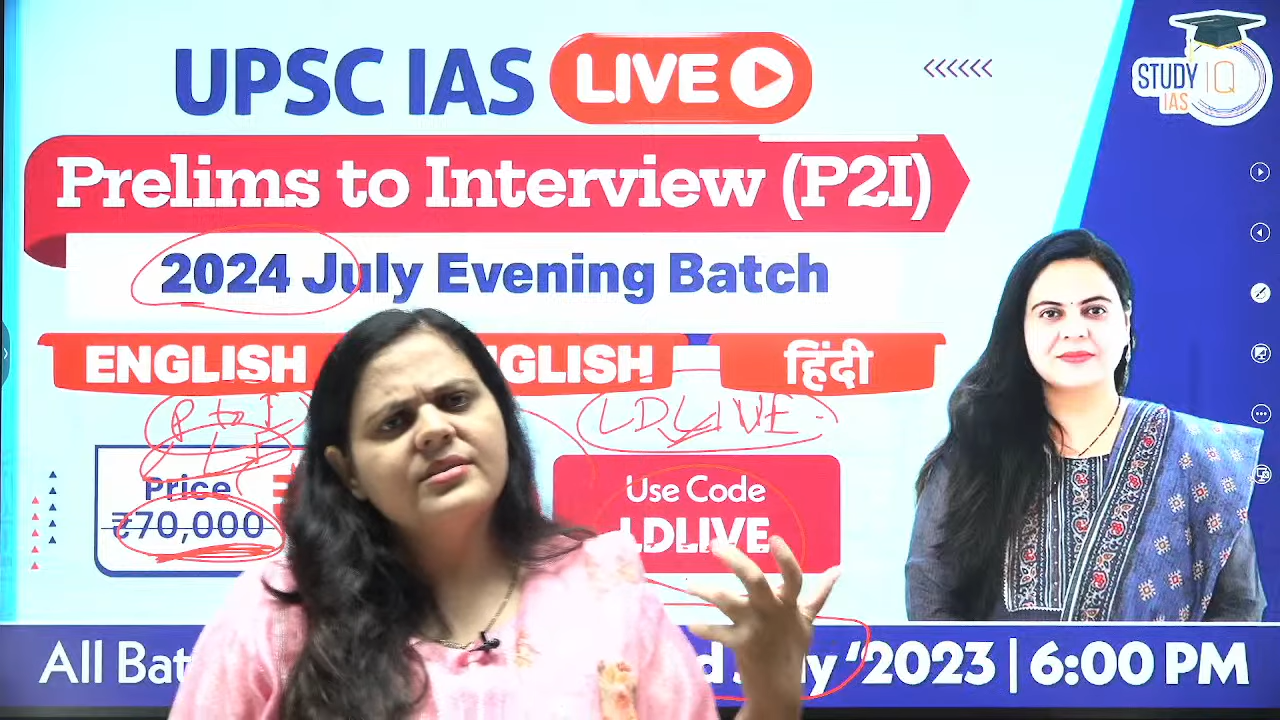 UPSC IAS LIVE
STUDY IQ
IAS
Prelims to Interview (P2I)
2024 July Evening Batch
ENGLISH
GLISH
हिंदी
P to I
LDLIVE
Price
₹70,000
Use Code
LDLIVE
All Bat
d July '2023 | 6:00 PM